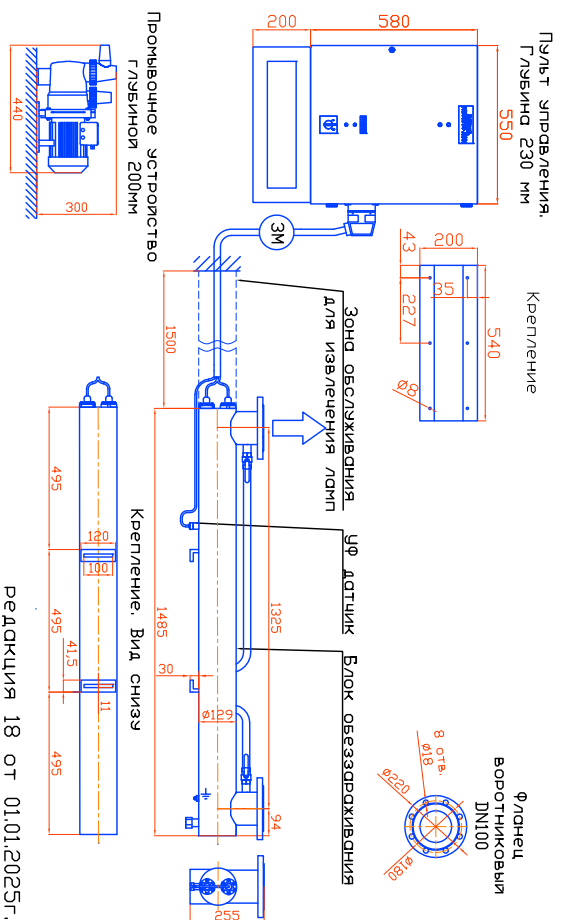 Пульт управления.
Глубина 230 мм
580
200
550
Крепление
540
200
43
35
227
Ø8
Фланец
воротниковый
DN100
8 отв.
Ø18
Ø220
Ø180
Промывочное устройство
глубиной 200мм
440
300
3М
Зона обслуживания
для извлечения ламп
УФ датчик
Блок обеззараживания
1500
1325
1485
30
Ø129
94
255
Крепление. Вид снизу
495
495
495
120
100
41,5
11
Редакция 18 от 01.01.2025г.